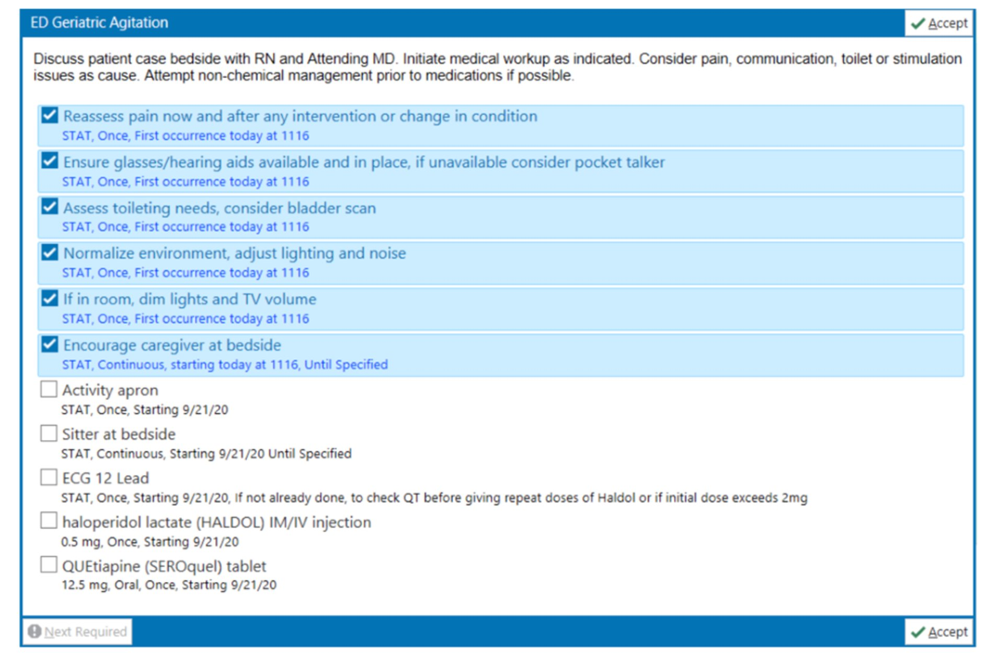 ED Geriatric Agitation
Accept
Discuss patient case bedside with RN and Attending MD. Initiate medical workup as indicated. Consider pain, communication, toilet or stimulation
issues as cause. Attempt non-chemical management prior to medications if possible.
Reassess pain now and after any intervention or change in condition
STAT, Once, First occurrence today at 1116
Ensure glasses/hearing aids available and in place, if unavailable consider pocket talker
STAT, Once, First occurrence today at 1116
Assess toileting needs, consider bladder scan
STAT, Once, First occurrence today at 1116
Normalize environment, adjust lighting and noise
STAT, Once, First occurrence today at 1116
If in room, dim lights and TV volume
STAT, Once, First occurrence today at 1116
Encourage caregiver at bedside
STAT, Continuous, starting today at 1116, Until Specified
Activity apron
STAT, Once, Starting 9/21/20
Sitter at bedside
STAT, Continuous, Starting 9/21/20 Until Specified
ECG 12 Lead
STAT, Once, Starting 9/21/20, If not already done, to check QT before giving repeat doses of Haldol or if initial dose exceeds 2mg
haloperidol lactate (HALDOL) IM/IV injection
0.5 mg, Once, Starting 9/21/20
QUEtiapine (SEROquel) tablet
12.5 mg, Oral, Once, Starting 9/21/20
Next Required
Accept